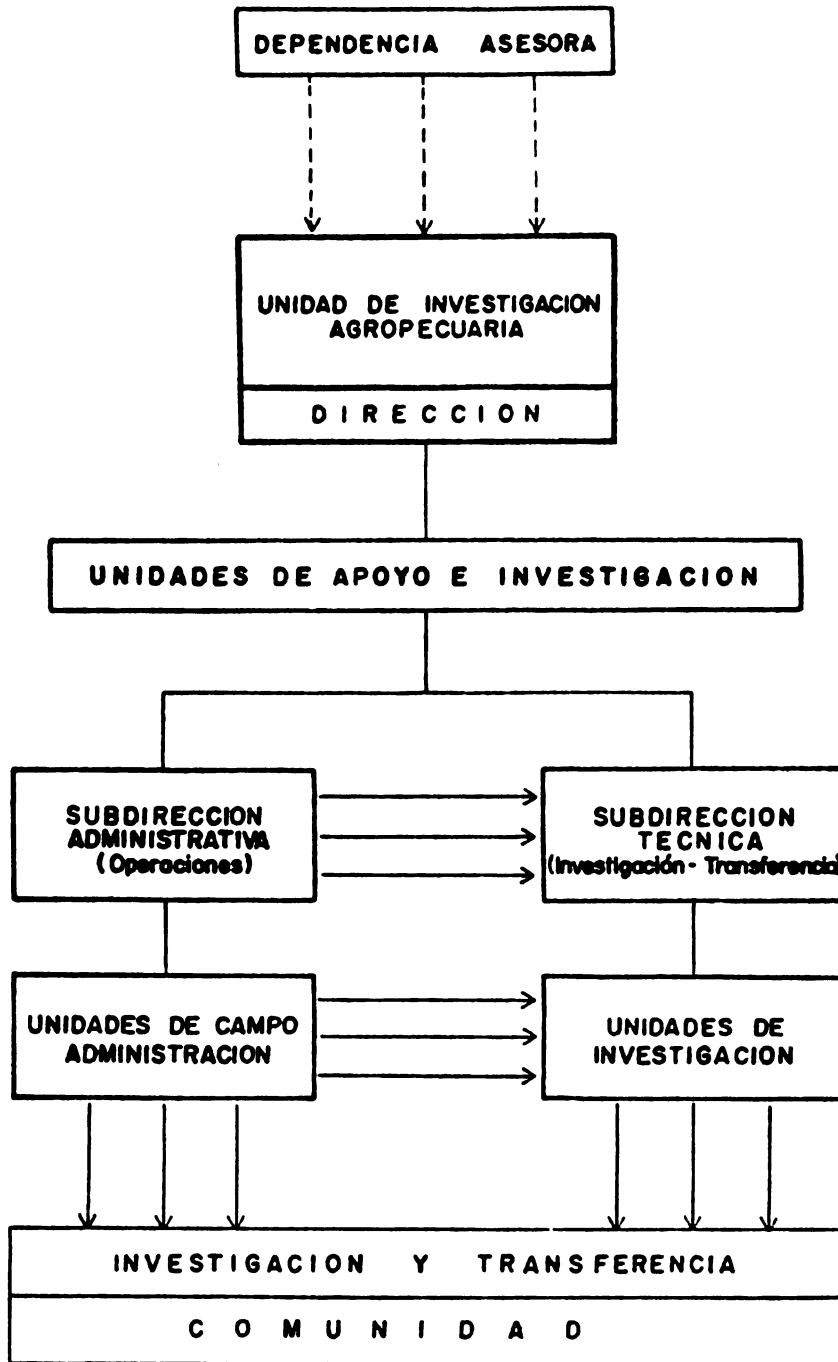 DEPENDENCIA ASESORA
UNIDAD DE INVESTIGACION
AGROPECUARIA
DIRECCION
UNIDADES DE APOYO E INVESTIGACION
SUBDIRECCION
ADMINISTRATIVA
(Operaciones)
SUBDIRECCION
TECNICA
(Investigación - Transferencia)
UNIDADES DE CAMPO
ADMINISTRACION
UNIDADES DE
INVESTIGACION
INVESTIGACION Y TRANSFERENCIA
COMUNIDAD